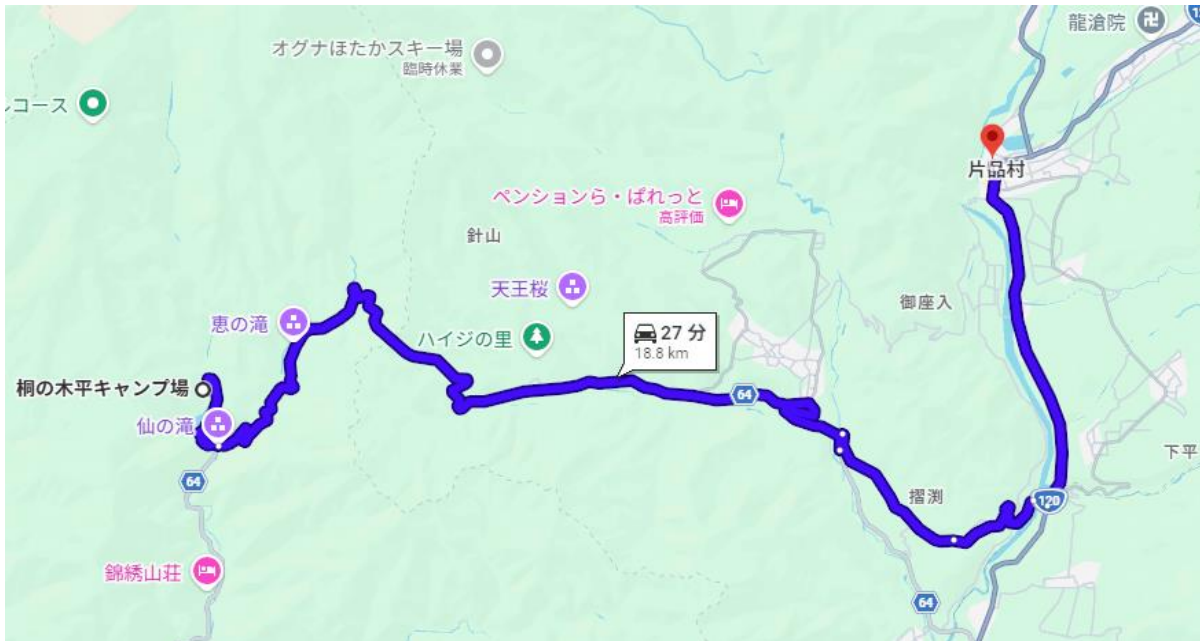 龍滄院
オグナほたかスキー場
臨時休業
レコース
片品村
ペンションら・ぱれっと
高評価
針山
天王桜
御座入
恵の滝
ハイジの里
27 分
18.8 km
桐の木平キャンプ場
64
仙の滝
下平
64
摺渕
120
錦綉山荘
64